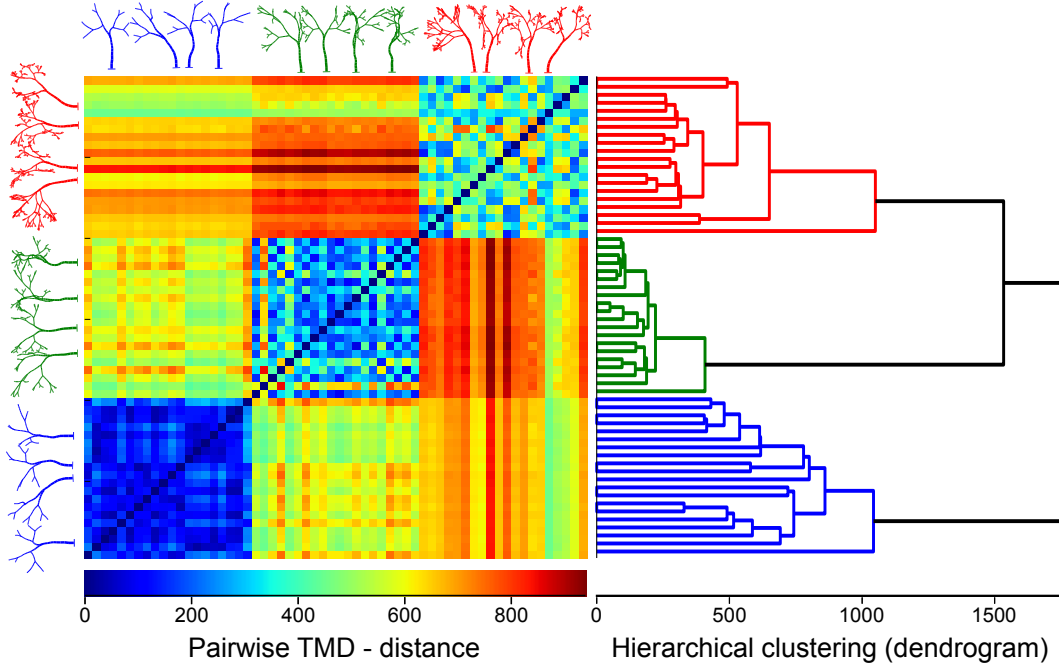 0 200 400 600 800
Pairwise TMD - distance
0 500 1000 1500
Hierarchical clustering (dendrogram)